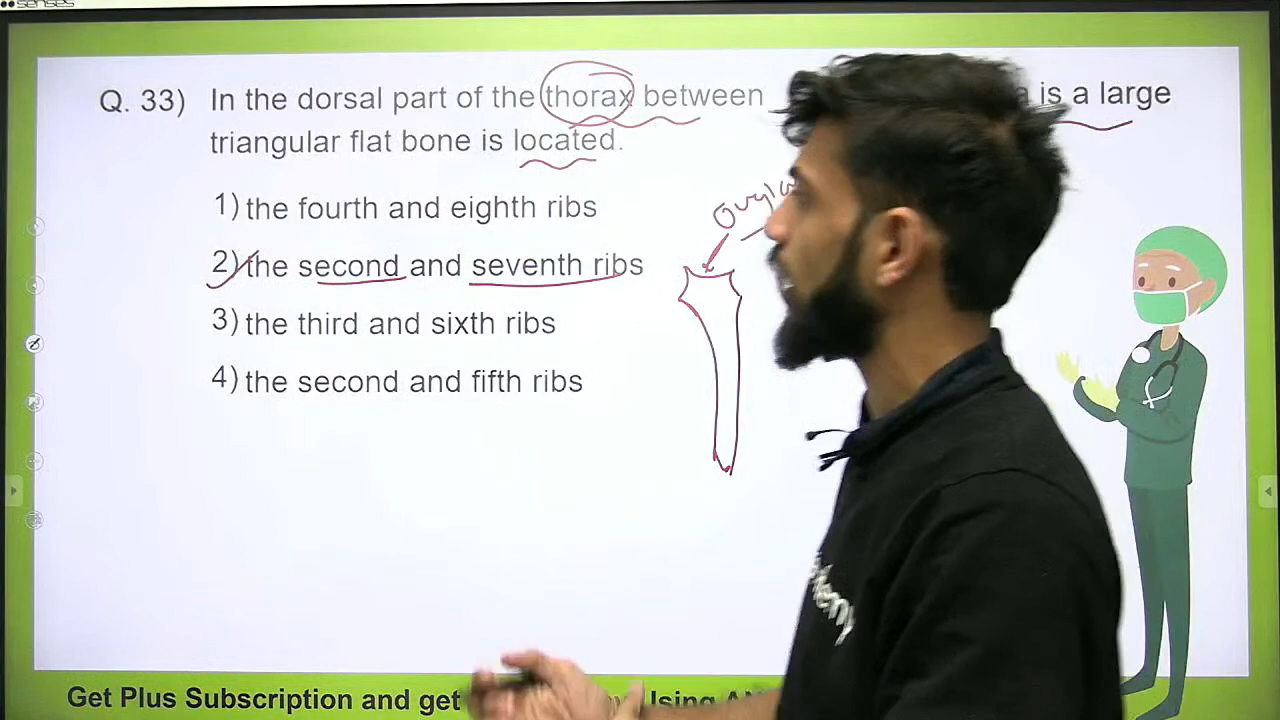 senses
Q. 33) In the dorsal part of the thorax between is a large
triangular flat bone is located.
1) the fourth and eighth ribs
2) the second and seventh ribs
3) the third and sixth ribs
4) the second and fifth ribs
Get Plus Subscription and get Using